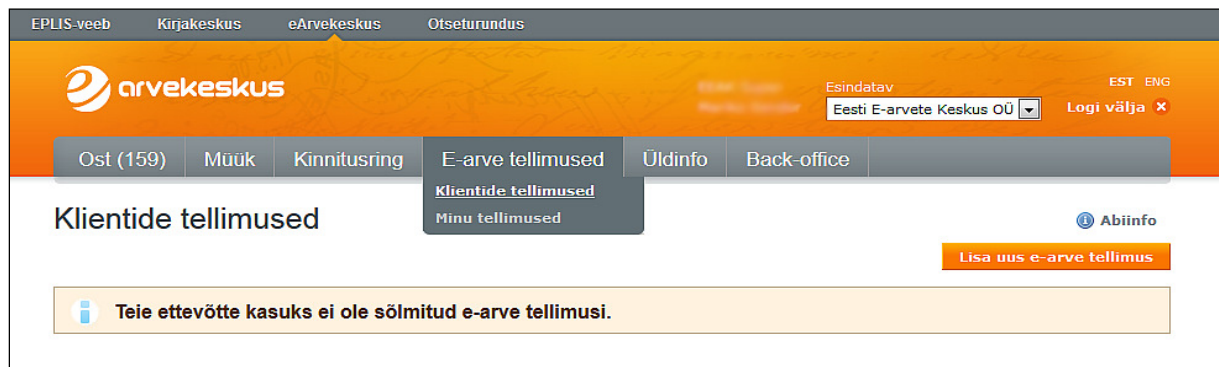 EPLIS-veeb Kirjakeskus eArvekeskus Otseturundus
arvekeskus
Esindatav
EST ENG
Eesti E-arvete Keskus OÜ
Logi välja
Ost (159) Müük Kinnitusring E-arve tellimused Üldinfo Back-office
Klientide tellimused
Minu tellimused
Klientide tellimused
Abiinfo
Lisa uus e-arve tellimus
Teie ettevõtte kasuks ei ole sõlmitud e-arve tellimusi.